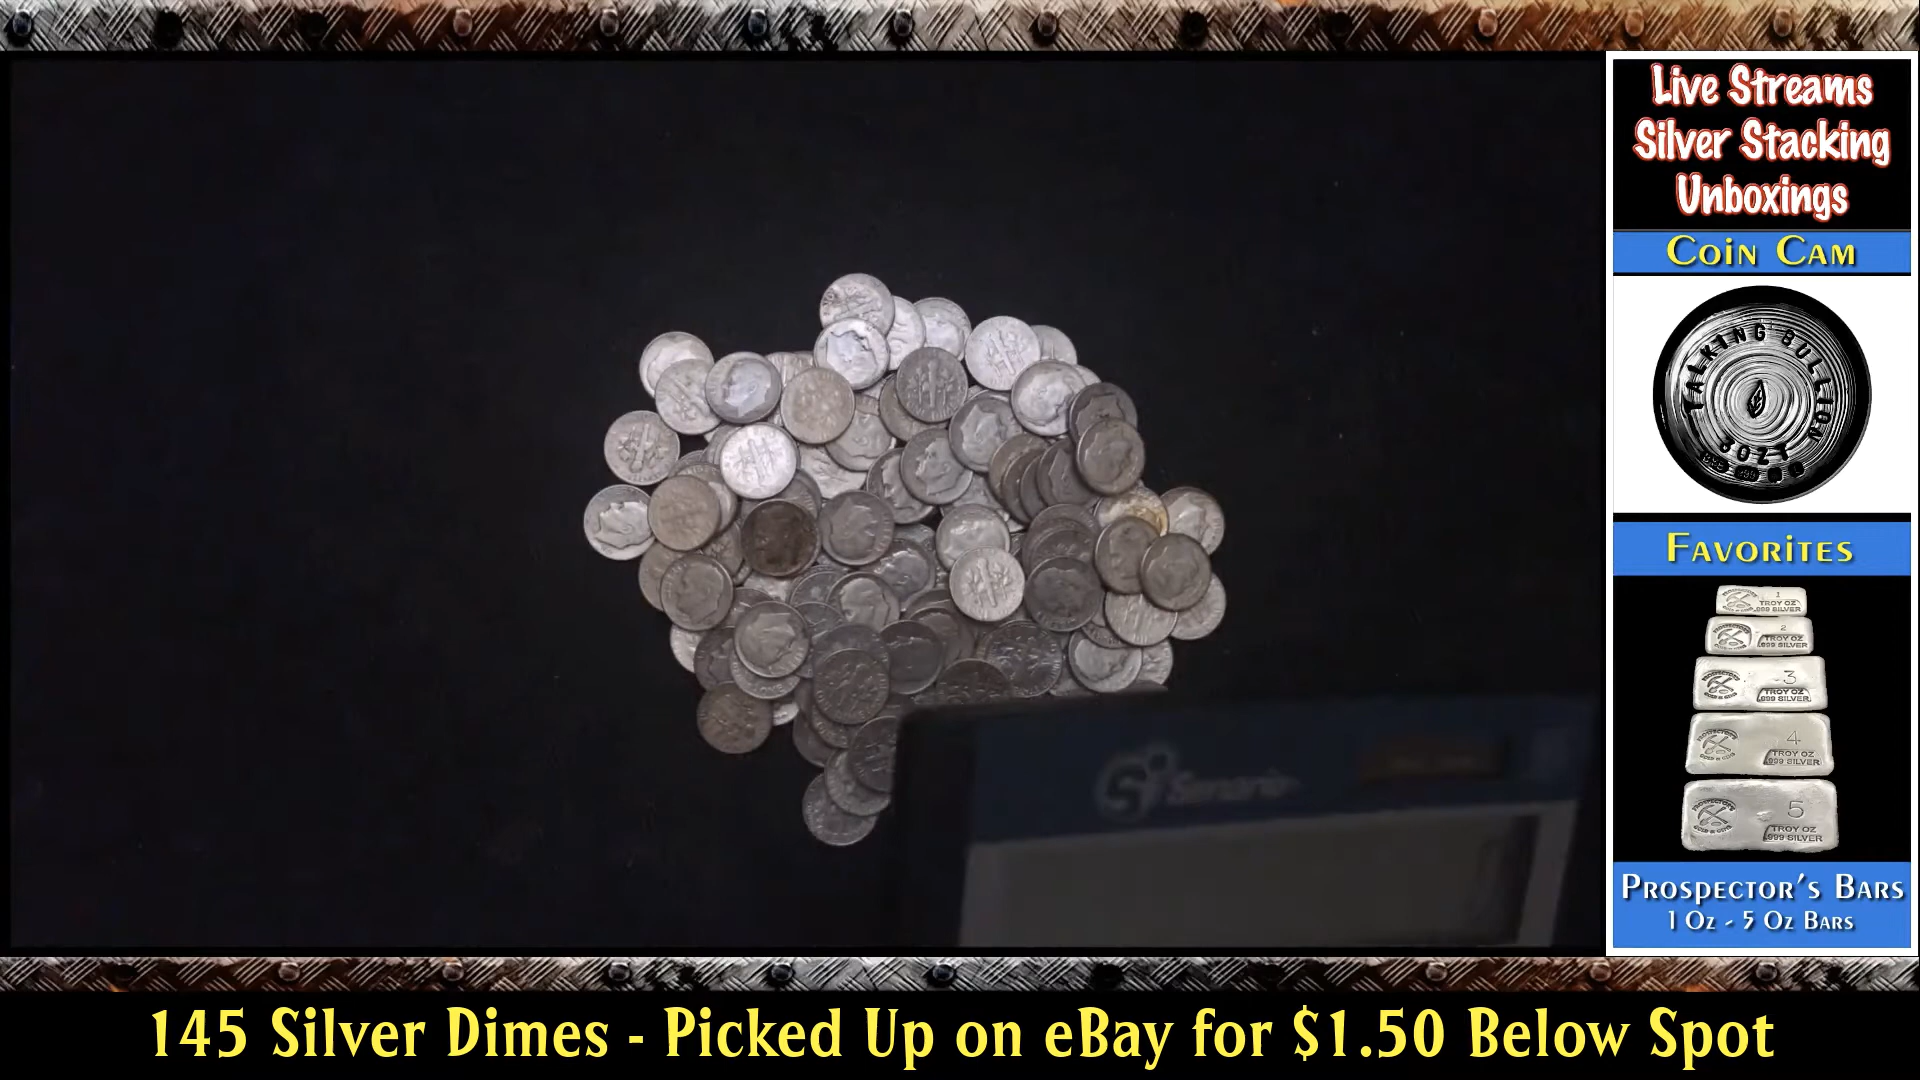 Live Streams
Silver Stacking
Unboxings
Coin Cam
TALKING BULLION
3OZT
Favorites
1
TROY OZ
.999 SILVER
2
TROY OZ
.999 SILVER
3
TROY OZ
.999 SILVER
4
TROY OZ
.999 SILVER
5
TROY OZ
.999 SILVER
Prospector's Bars
1 Oz - 5 Oz Bars
145 Silver Dimes - Picked Up on eBay for $1.50 Below Spot